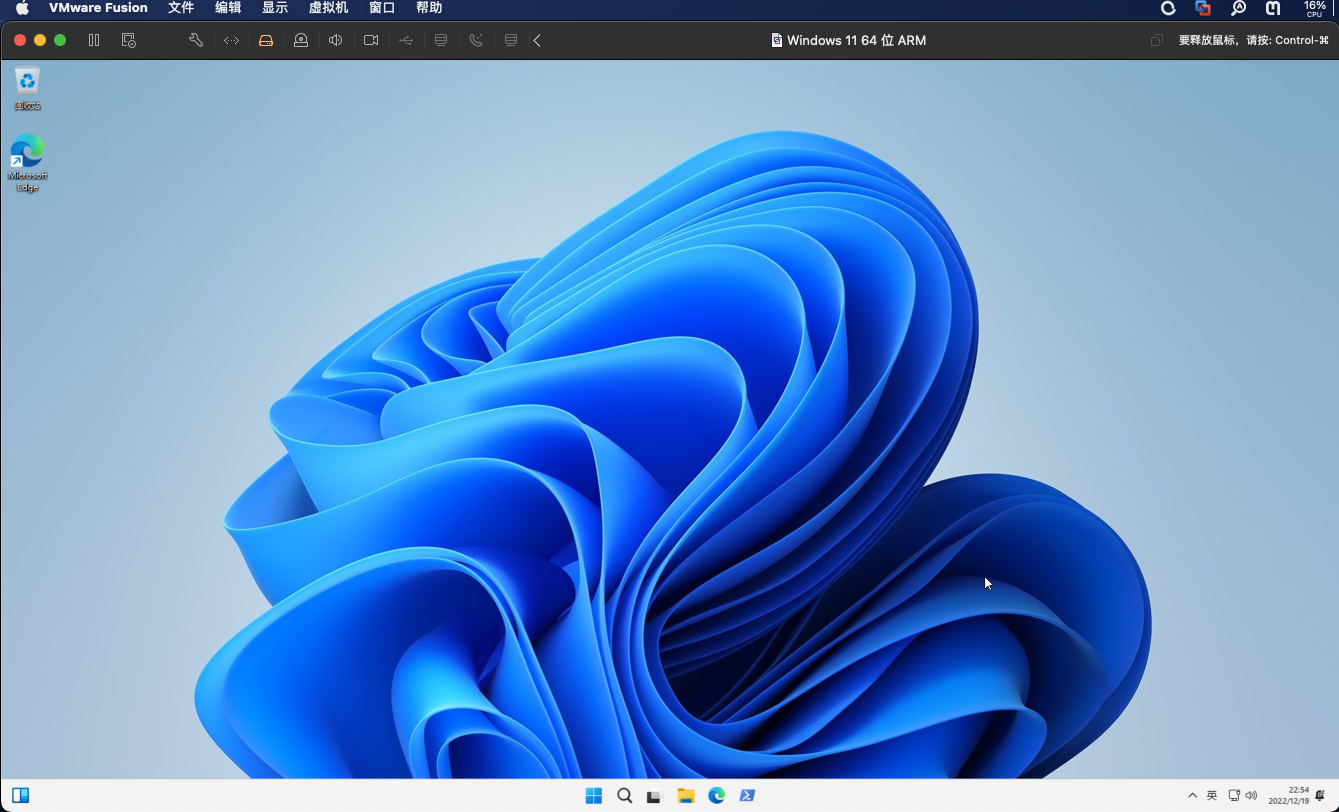 VMware Fusion 文件 编辑 显示 虚拟机 窗口 帮助 16%
CPU
Windows 11 64 位 ARM 要释放鼠标，请按: Control-⌘
回收站
Microsoft
Edge
英 22:54
2022/12/19